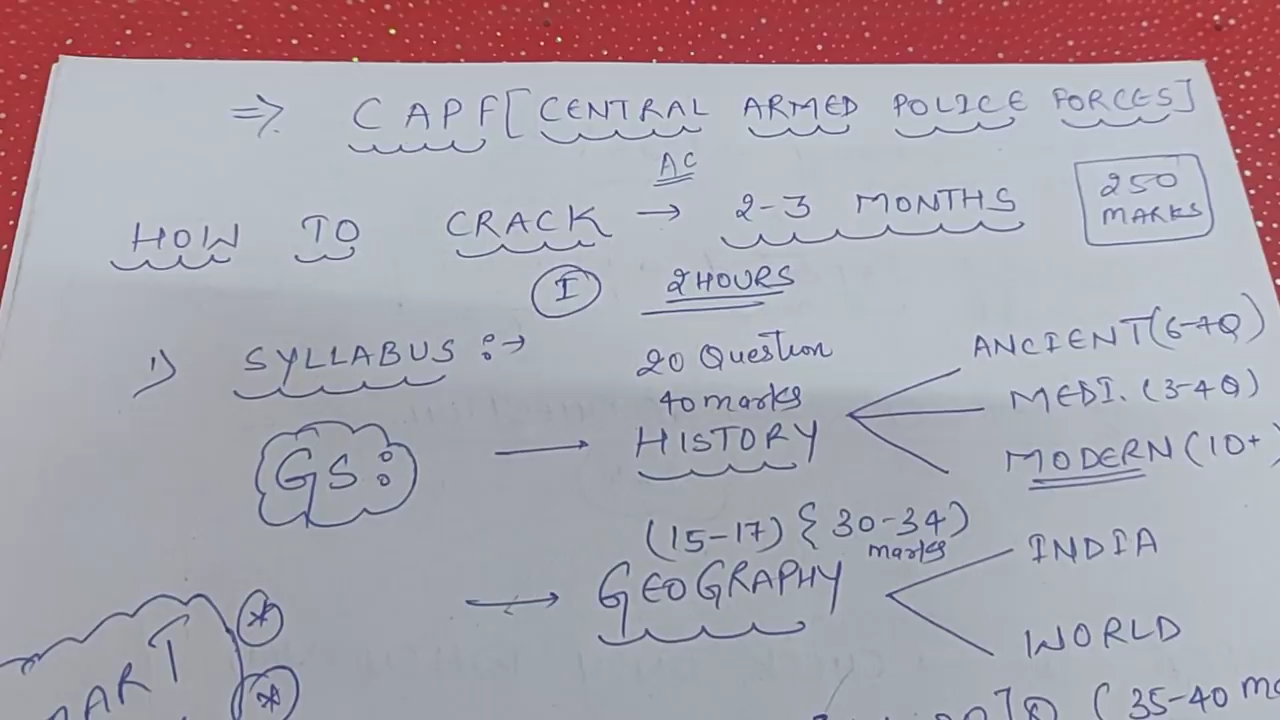 ⇒ CAPF [CENTRAL ARMED POLICE FORCES]
AC
HOW TO CRACK → 2-3 MONTHS
250
MARKS
I 2 HOURS
1) SYLLABUS :→
20 Question
40 marks
GS: → HISTORY
ANCIENT (6-7Q)
MEDI. (3-4Q)
MODERN (10+)
(15-17) { 30-34)
marks
→ GEOGRAPHY
INDIA
WORLD
(35-40